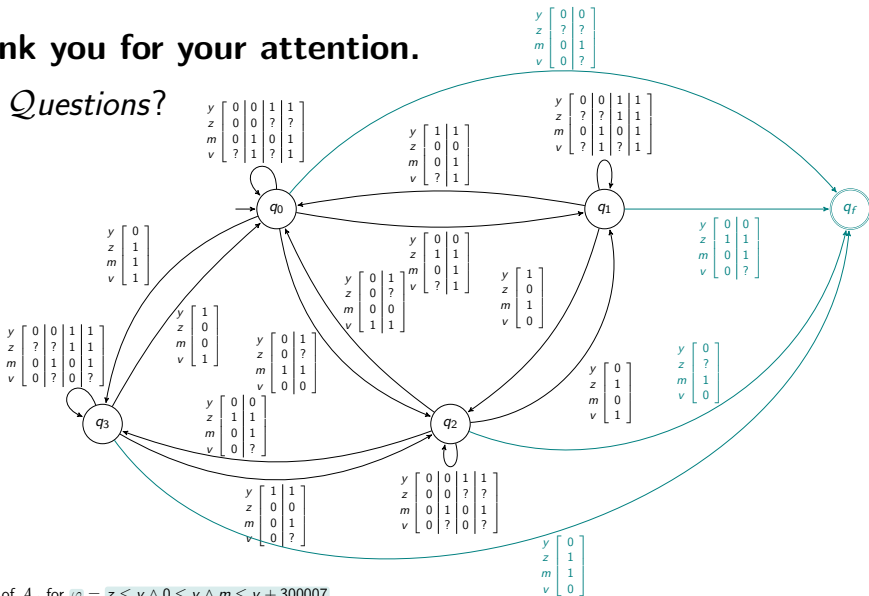 y [ 0 | 0 ]
z [ ? | ? ]
m [ 0 | 1 ]
v [ 0 | ? ]
nk you for your attention.
Questions?
y [ 0 | 0 | 1 | 1 ]
z [ 0 | 0 | ? | ? ]
m [ 0 | 1 | 0 | 1 ]
v [ ? | 1 | ? | 1 ]
y [ 1 | 1 ]
z [ 0 | 0 ]
m [ 0 | 1 ]
v [ ? | 1 ]
y [ 0 | 0 | 1 | 1 ]
z [ ? | ? | 1 | 1 ]
m [ 0 | 1 | 0 | 1 ]
v [ ? | 1 | ? | 1 ]
q0
q1
qf
y [ 0 ]
z [ 1 ]
m [ 1 ]
v [ 1 ]
y [ 0 | 0 ]
z [ 1 | 1 ]
m [ 0 | 1 ]
v [ ? | 1 ]
y [ 0 | 0 ]
z [ 1 | 1 ]
m [ 0 | 1 ]
v [ 0 | ? ]
y [ 0 | 1 ]
z [ 0 | ? ]
m [ 0 | 0 ]
v [ 1 | 1 ]
y [ 1 ]
z [ 0 ]
m [ 1 ]
v [ 0 ]
y [ 1 ]
z [ 0 ]
m [ 0 ]
v [ 1 ]
y [ 0 | 0 | 1 | 1 ]
z [ ? | ? | 1 | 1 ]
m [ 0 | 1 | 0 | 1 ]
v [ 0 | ? | 0 | ? ]
y [ 0 | 1 ]
z [ 0 | ? ]
m [ 1 | 1 ]
v [ 0 | 0 ]
y [ 0 ]
z [ ? ]
m [ 1 ]
v [ 0 ]
y [ 0 ]
z [ 1 ]
m [ 0 ]
v [ 1 ]
y [ 0 | 0 ]
z [ 1 | 1 ]
m [ 0 | 1 ]
v [ 0 | ? ]
q3
q2
y [ 0 | 0 | 1 | 1 ]
z [ 0 | 0 | ? | ? ]
m [ 0 | 1 | 0 | 1 ]
v [ 0 | ? | 0 | ? ]
y [ 1 | 1 ]
z [ 0 | 0 ]
m [ 0 | 1 ]
v [ 0 | ? ]
y [ 0 ]
z [ 1 ]
m [ 1 ]
v [ 0 ]
of for φ = z ≤ y ∧ 0 ≤ v ∧ m ≤ v + 300007